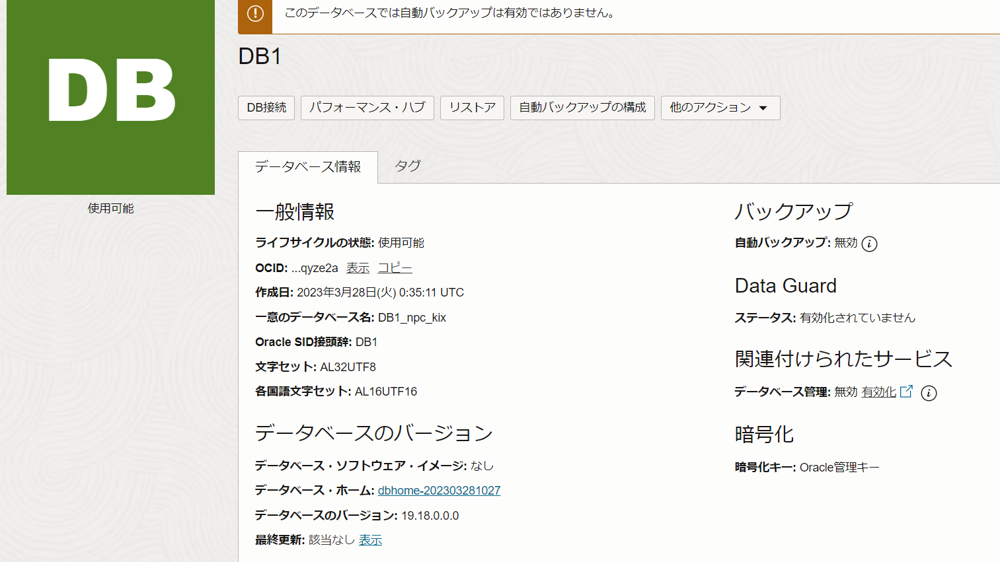 このデータベースでは自動バックアップは有効ではありません。
DB
DB1
DB接続 パフォーマンス・ハブ リストア 自動バックアップの構成 他のアクション
データベース情報 タグ
使用可能
一般情報
ライフサイクルの状態: 使用可能
OCID: ...qyze2a 表示 コピー
作成日: 2023年3月28日(火) 0:35:11 UTC
一意のデータベース名: DB1_npc_kix
Oracle SID接頭辞: DB1
文字セット: AL32UTF8
各国語文字セット: AL16UTF16
データベースのバージョン
データベース・ソフトウェア・イメージ: なし
データベース・ホーム: dbhome-202303281027
データベースのバージョン: 19.18.0.0.0
最終更新: 該当なし 表示
バックアップ
自動バックアップ: 無効
Data Guard
ステータス: 有効化されていません
関連付けられたサービス
データベース管理: 無効 有効化
暗号化
暗号化キー: Oracle管理キー